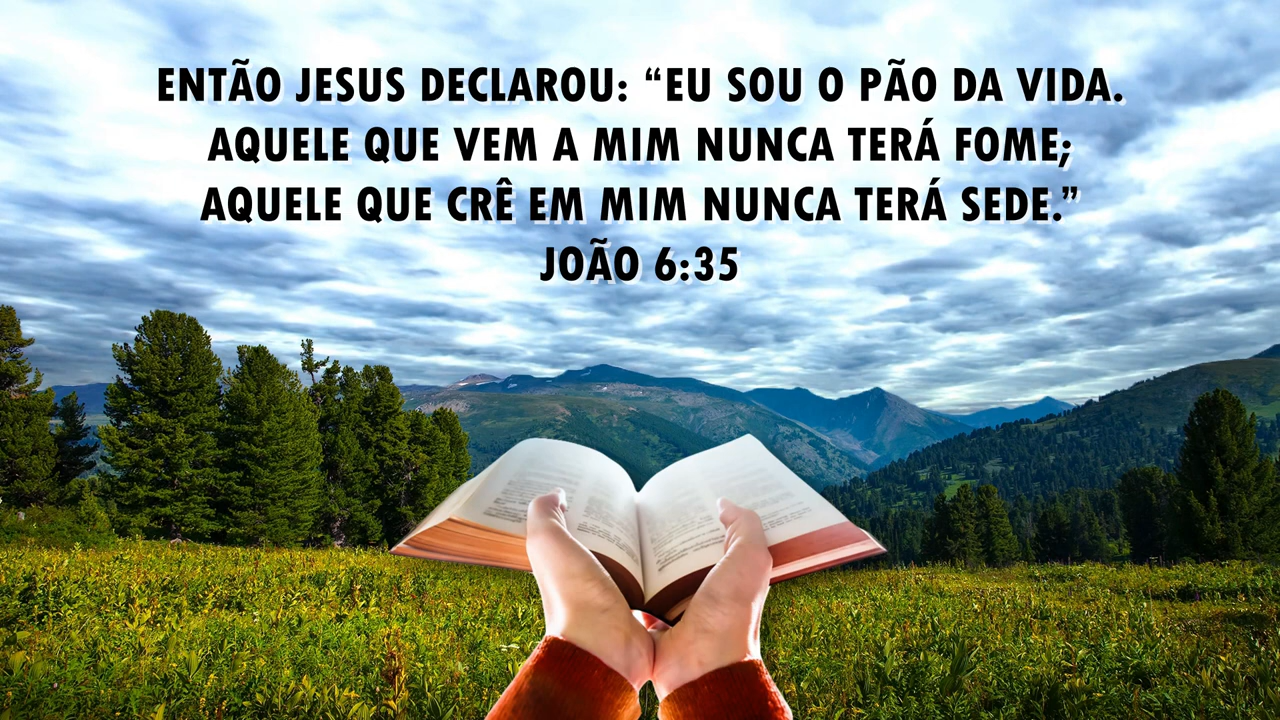 ENTÃO JESUS DECLAROU: “EU SOU O PÃO DA VIDA.
AQUELE QUE VEM A MIM NUNCA TERÁ FOME;
AQUELE QUE CRÊ EM MIM NUNCA TERÁ SEDE.”
JOÃO 6:35